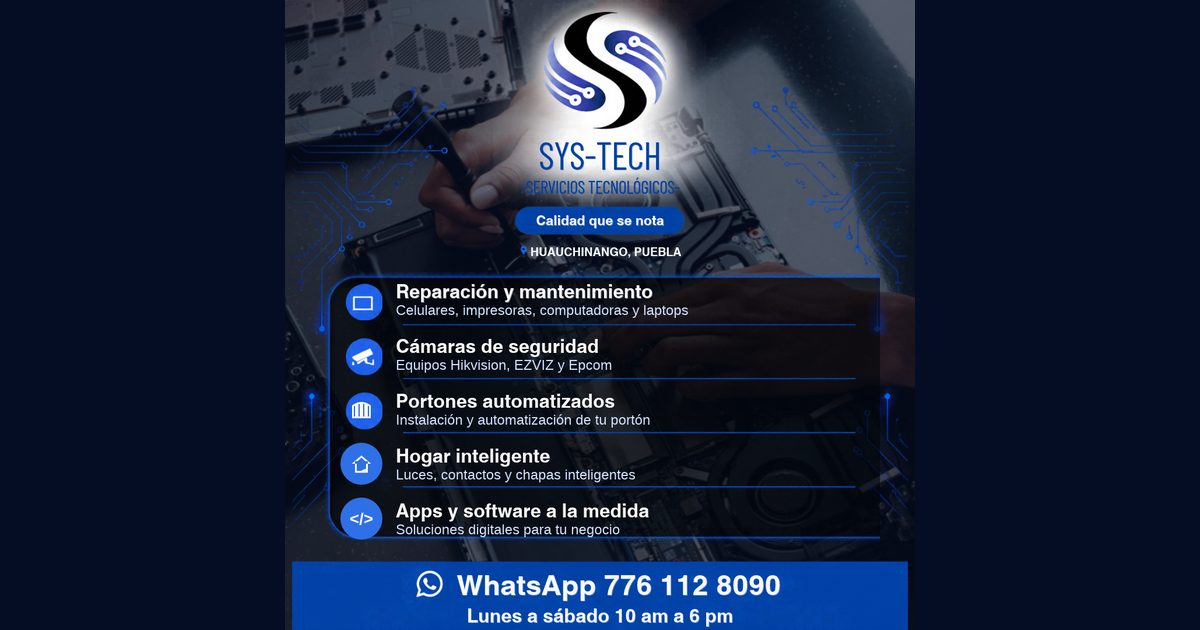 SYS-TECH
-SERVICIOS TECNOLÓGICOS-
Calidad que se nota
HUAUCHINANGO, PUEBLA
Reparación y mantenimiento
Celulares, impresoras, computadoras y laptops
Cámaras de seguridad
Equipos Hikvision, EZVIZ y Epcom
Portones automatizados
Instalación y automatización de tu portón
Hogar inteligente
Luces, contactos y chapas inteligentes
</>
Apps y software a la medida
Soluciones digitales para tu negocio
WhatsApp 776 112 8090
Lunes a sábado 10 am a 6 pm